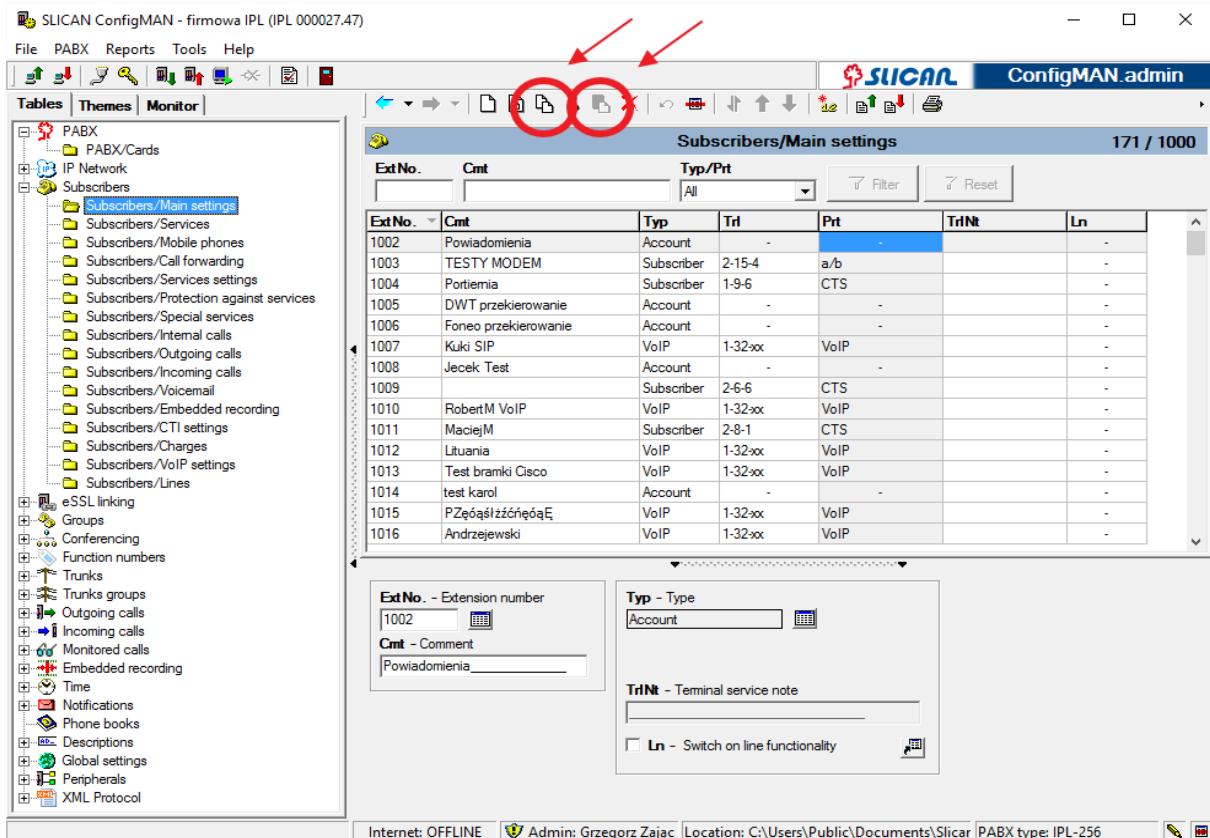 SLICAN ConfigMAN - firmowa IPL (IPL 000027.47)
File PABX Reports Tools Help
SLICAN ConfigMAN.admin
Tables Themes Monitor
PABX
PABX/Cards
IP Network
Subscribers
Subscribers/Main settings
Subscribers/Services
Subscribers/Mobile phones
Subscribers/Call forwarding
Subscribers/Services settings
Subscribers/Protection against services
Subscribers/Special services
Subscribers/Internal calls
Subscribers/Outgoing calls
Subscribers/Incoming calls
Subscribers/Voicemail
Subscribers/Embedded recording
Subscribers/CTI settings
Subscribers/Charges
Subscribers/VoIP settings
Subscribers/Lines
eSSL linking
Groups
Conferencing
Function numbers
Trunks
Trunks groups
Outgoing calls
Incoming calls
Monitored calls
Embedded recording
Time
Notifications
Phone books
Descriptions
Global settings
Peripherals
XML Protocol
Subscribers/Main settings 171 / 1000
ExtNo. Cmt Typ/Prt
All Filter Reset
ExtNo. Cmt Typ Trl Prt TrlNt Ln
1002 Powiadomienia Account - - -
1003 TESTY MODEM Subscriber 2-15-4 a/b -
1004 Portiernia Subscriber 1-9-6 CTS -
1005 DWT przekierowanie Account - - -
1006 Foneo przekierowanie Account - - -
1007 Kuki SIP VoIP 1-32-xx VoIP -
1008 Jecek Test Account - - -
1009 Subscriber 2-6-6 CTS -
1010 RobertM VoIP VoIP 1-32-xx VoIP -
1011 MaciejM Subscriber 2-8-1 CTS -
1012 Lituania VoIP 1-32-xx VoIP -
1013 Test bramki Cisco VoIP 1-32-xx VoIP -
1014 test karol Account - - -
1015 PZęóąśłżźćńęóąĘ VoIP 1-32-xx VoIP -
1016 Andrzejewski VoIP 1-32-xx VoIP -
ExtNo. - Extension number
1002
Cmt - Comment
Powiadomienia
Typ - Type
Account
TrlNt - Terminal service note
Ln - Switch on line functionality
Internet: OFFLINE Admin: Grzegorz Zając Location: C:\Users\Public\Documents\Slican PABX type: IPL-256